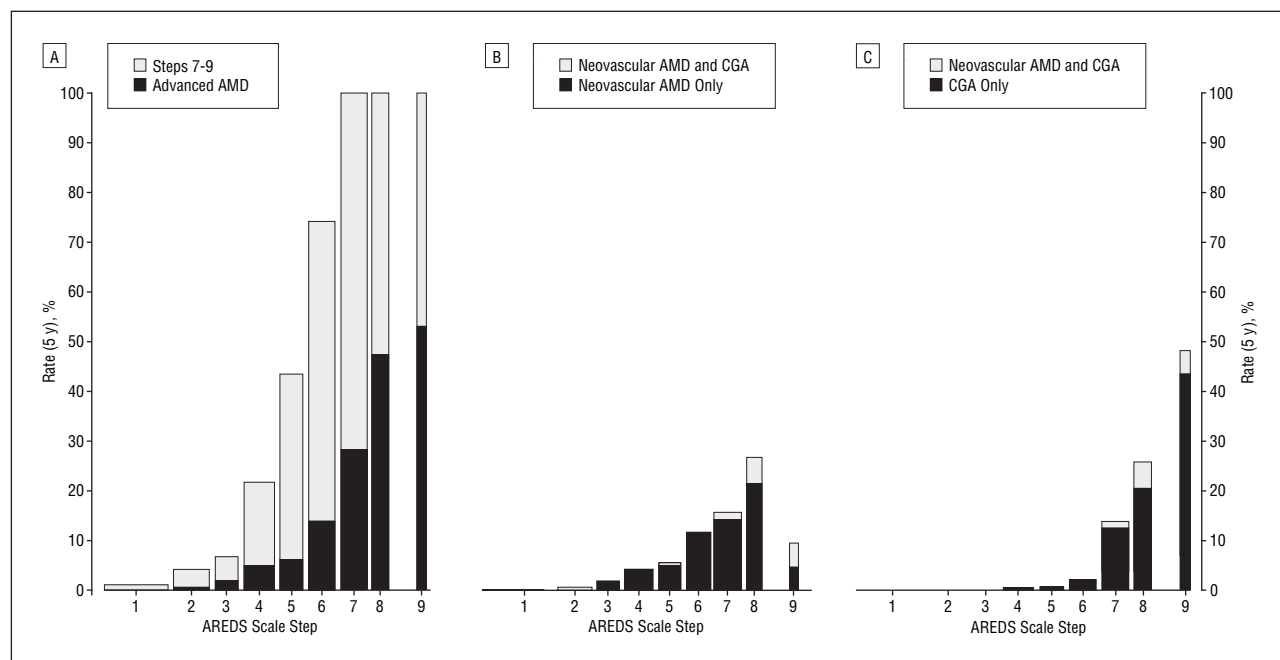 A
Steps 7-9
Advanced AMD
100
90
80
70
60
50
40
30
20
10
0
Rate (5 y), %
1 2 3 4 5 6 7 8 9
AREDS Scale Step
B
Neovascular AMD and CGA
Neovascular AMD Only
1 2 3 4 5 6 7 8 9
AREDS Scale Step
C
Neovascular AMD and CGA
CGA Only
100
90
80
70
60
50
40
30
20
10
0
Rate (5 y), %
1 2 3 4 5 6 7 8 9
AREDS Scale Step